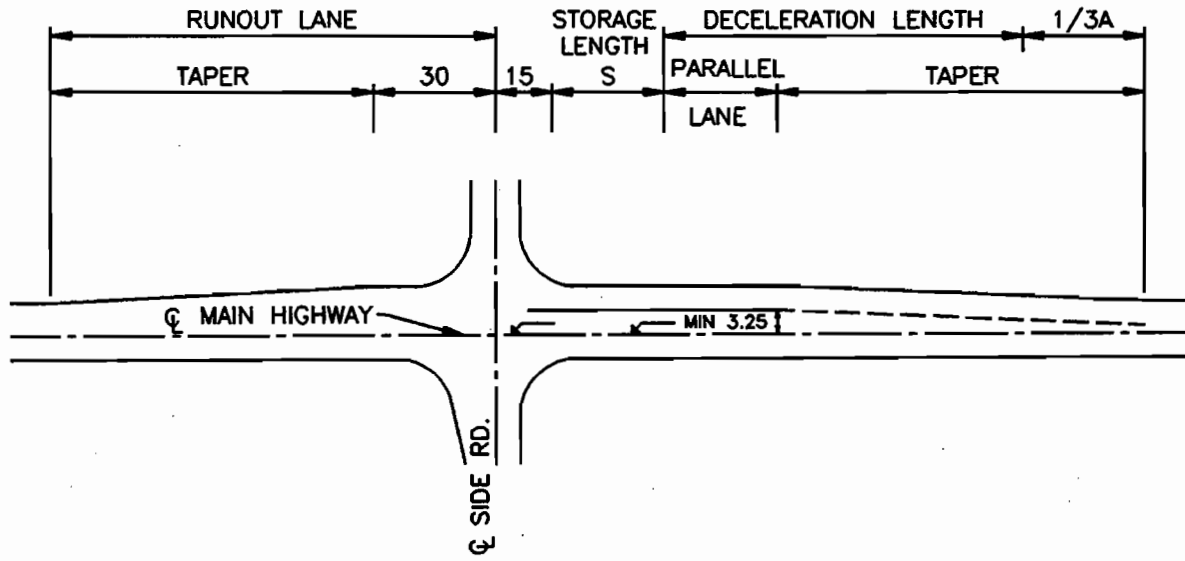 RUNOUT LANE
STORAGE
LENGTH
DECELERATION LENGTH
1/3A
TAPER
30
15
S
PARALLEL
LANE
TAPER
℄ MAIN HIGHWAY
MIN 3.25
℄ SIDE RD.